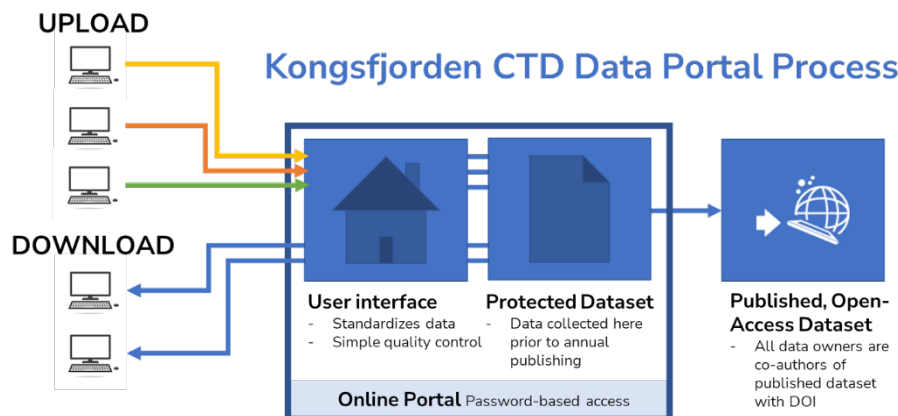 UPLOAD
Kongsfjorden CTD Data Portal Process
DOWNLOAD
User interface
- Standardizes data
- Simple quality control
Protected Dataset
- Data collected here
prior to annual
publishing
Published, Open-
Access Dataset
- All data owners are
co-authors of
published dataset
with DOI
Online Portal Password-based access